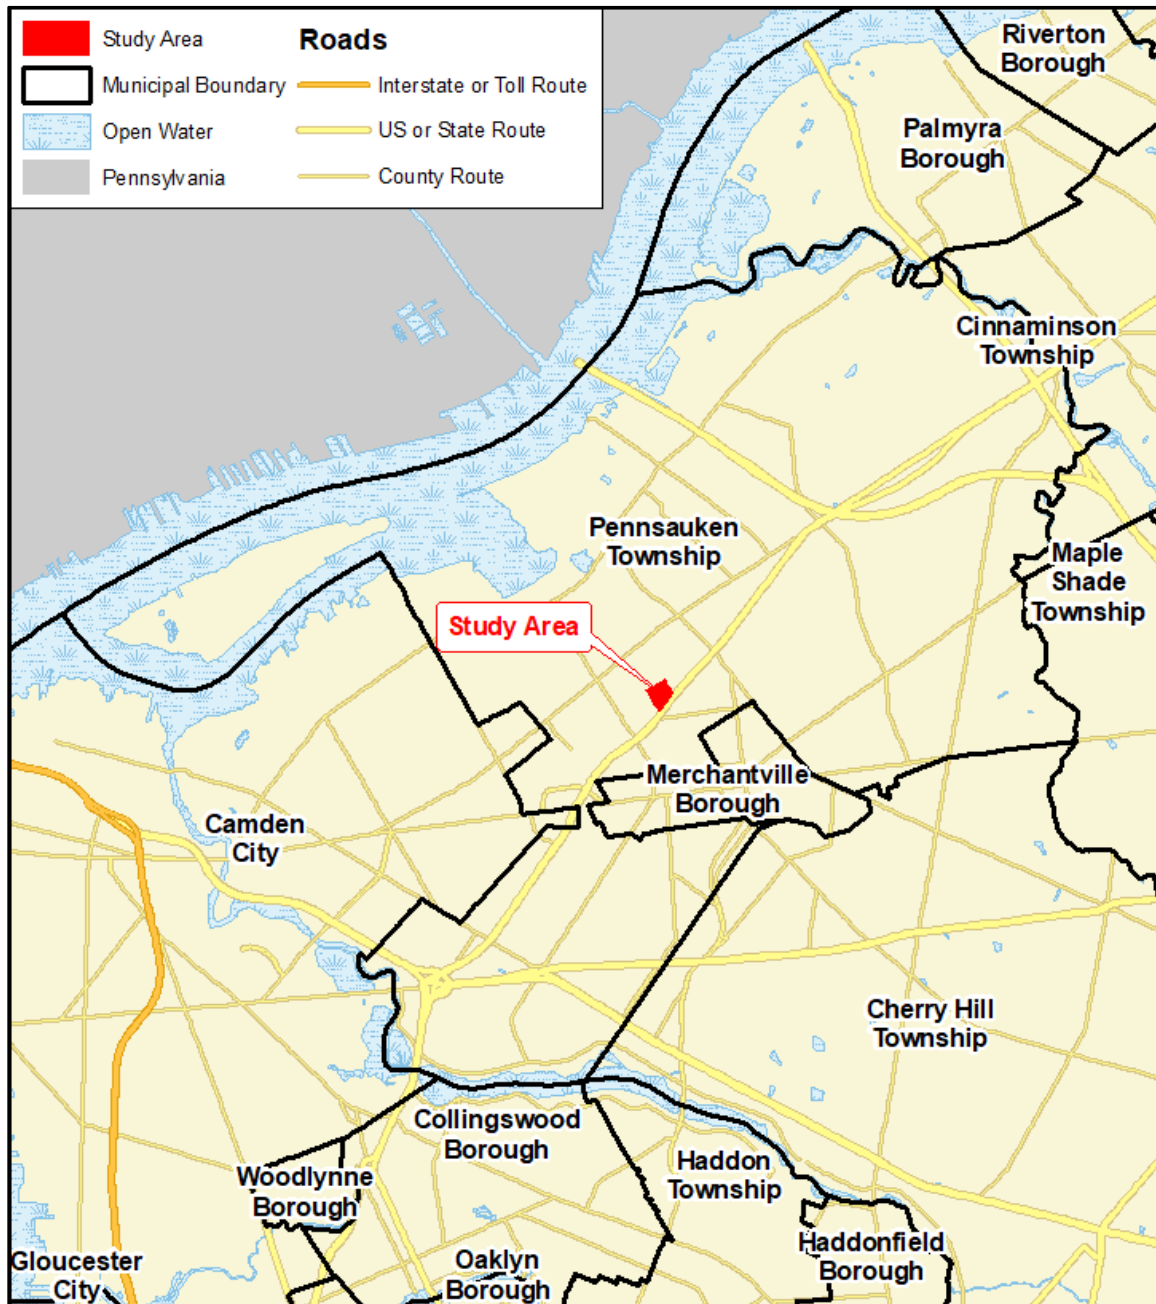 Study Area
Municipal Boundary
Open Water
Pennsylvania
Roads
Interstate or Toll Route
US or State Route
County Route
Riverton
Borough
Palmyra
Borough
Cinnaminson
Township
Pennsauken
Township
Maple
Shade
Township
Study Area
Merchantville
Borough
Camden
City
Cherry Hill
Township
Collingswood
Borough
Haddon
Township
Woodlynne
Borough
Haddonfield
Borough
Gloucester
City
Oaklyn
Borough